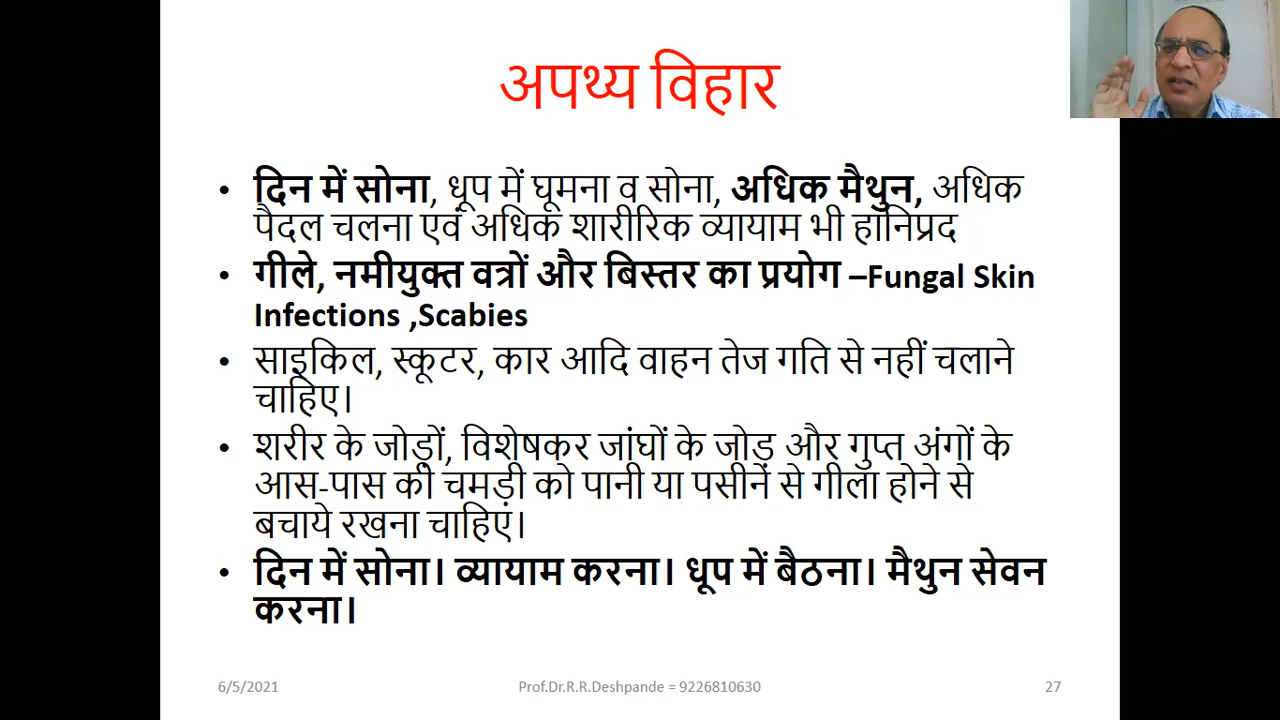 अपथ्य विहार
• दिन में सोना, धूप में घूमना व सोना, अधिक मैथुन, अधिक
पैदल चलना एवं अधिक शारीरिक व्यायाम भी हानिप्रद
• गीले, नमीयुक्त वत्रों और बिस्तर का प्रयोग –Fungal Skin
Infections ,Scabies
• साइकिल, स्कूटर, कार आदि वाहन तेज गति से नहीं चलाने
चाहिए।
• शरीर के जोड़ों, विशेषकर जांघों के जोड़ और गुप्त अंगों के
आस-पास की चमड़ी को पानी या पसीने से गीला होने से
बचाये रखना चाहिए।
• दिन में सोना। व्यायाम करना। धूप में बैठना। मैथुन सेवन
करना।
6/5/2021 Prof.Dr.R.R.Deshpande = 9226810630 27